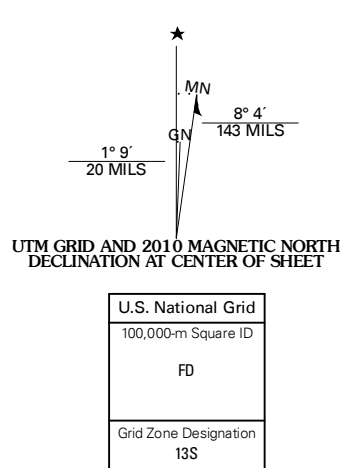 MN
8° 4´
143 MILS
GN
1° 9´
20 MILS
UTM GRID AND 2010 MAGNETIC NORTH
DECLINATION AT CENTER OF SHEET
U.S. National Grid
100,000-m Square ID
FD
Grid Zone Designation
13S